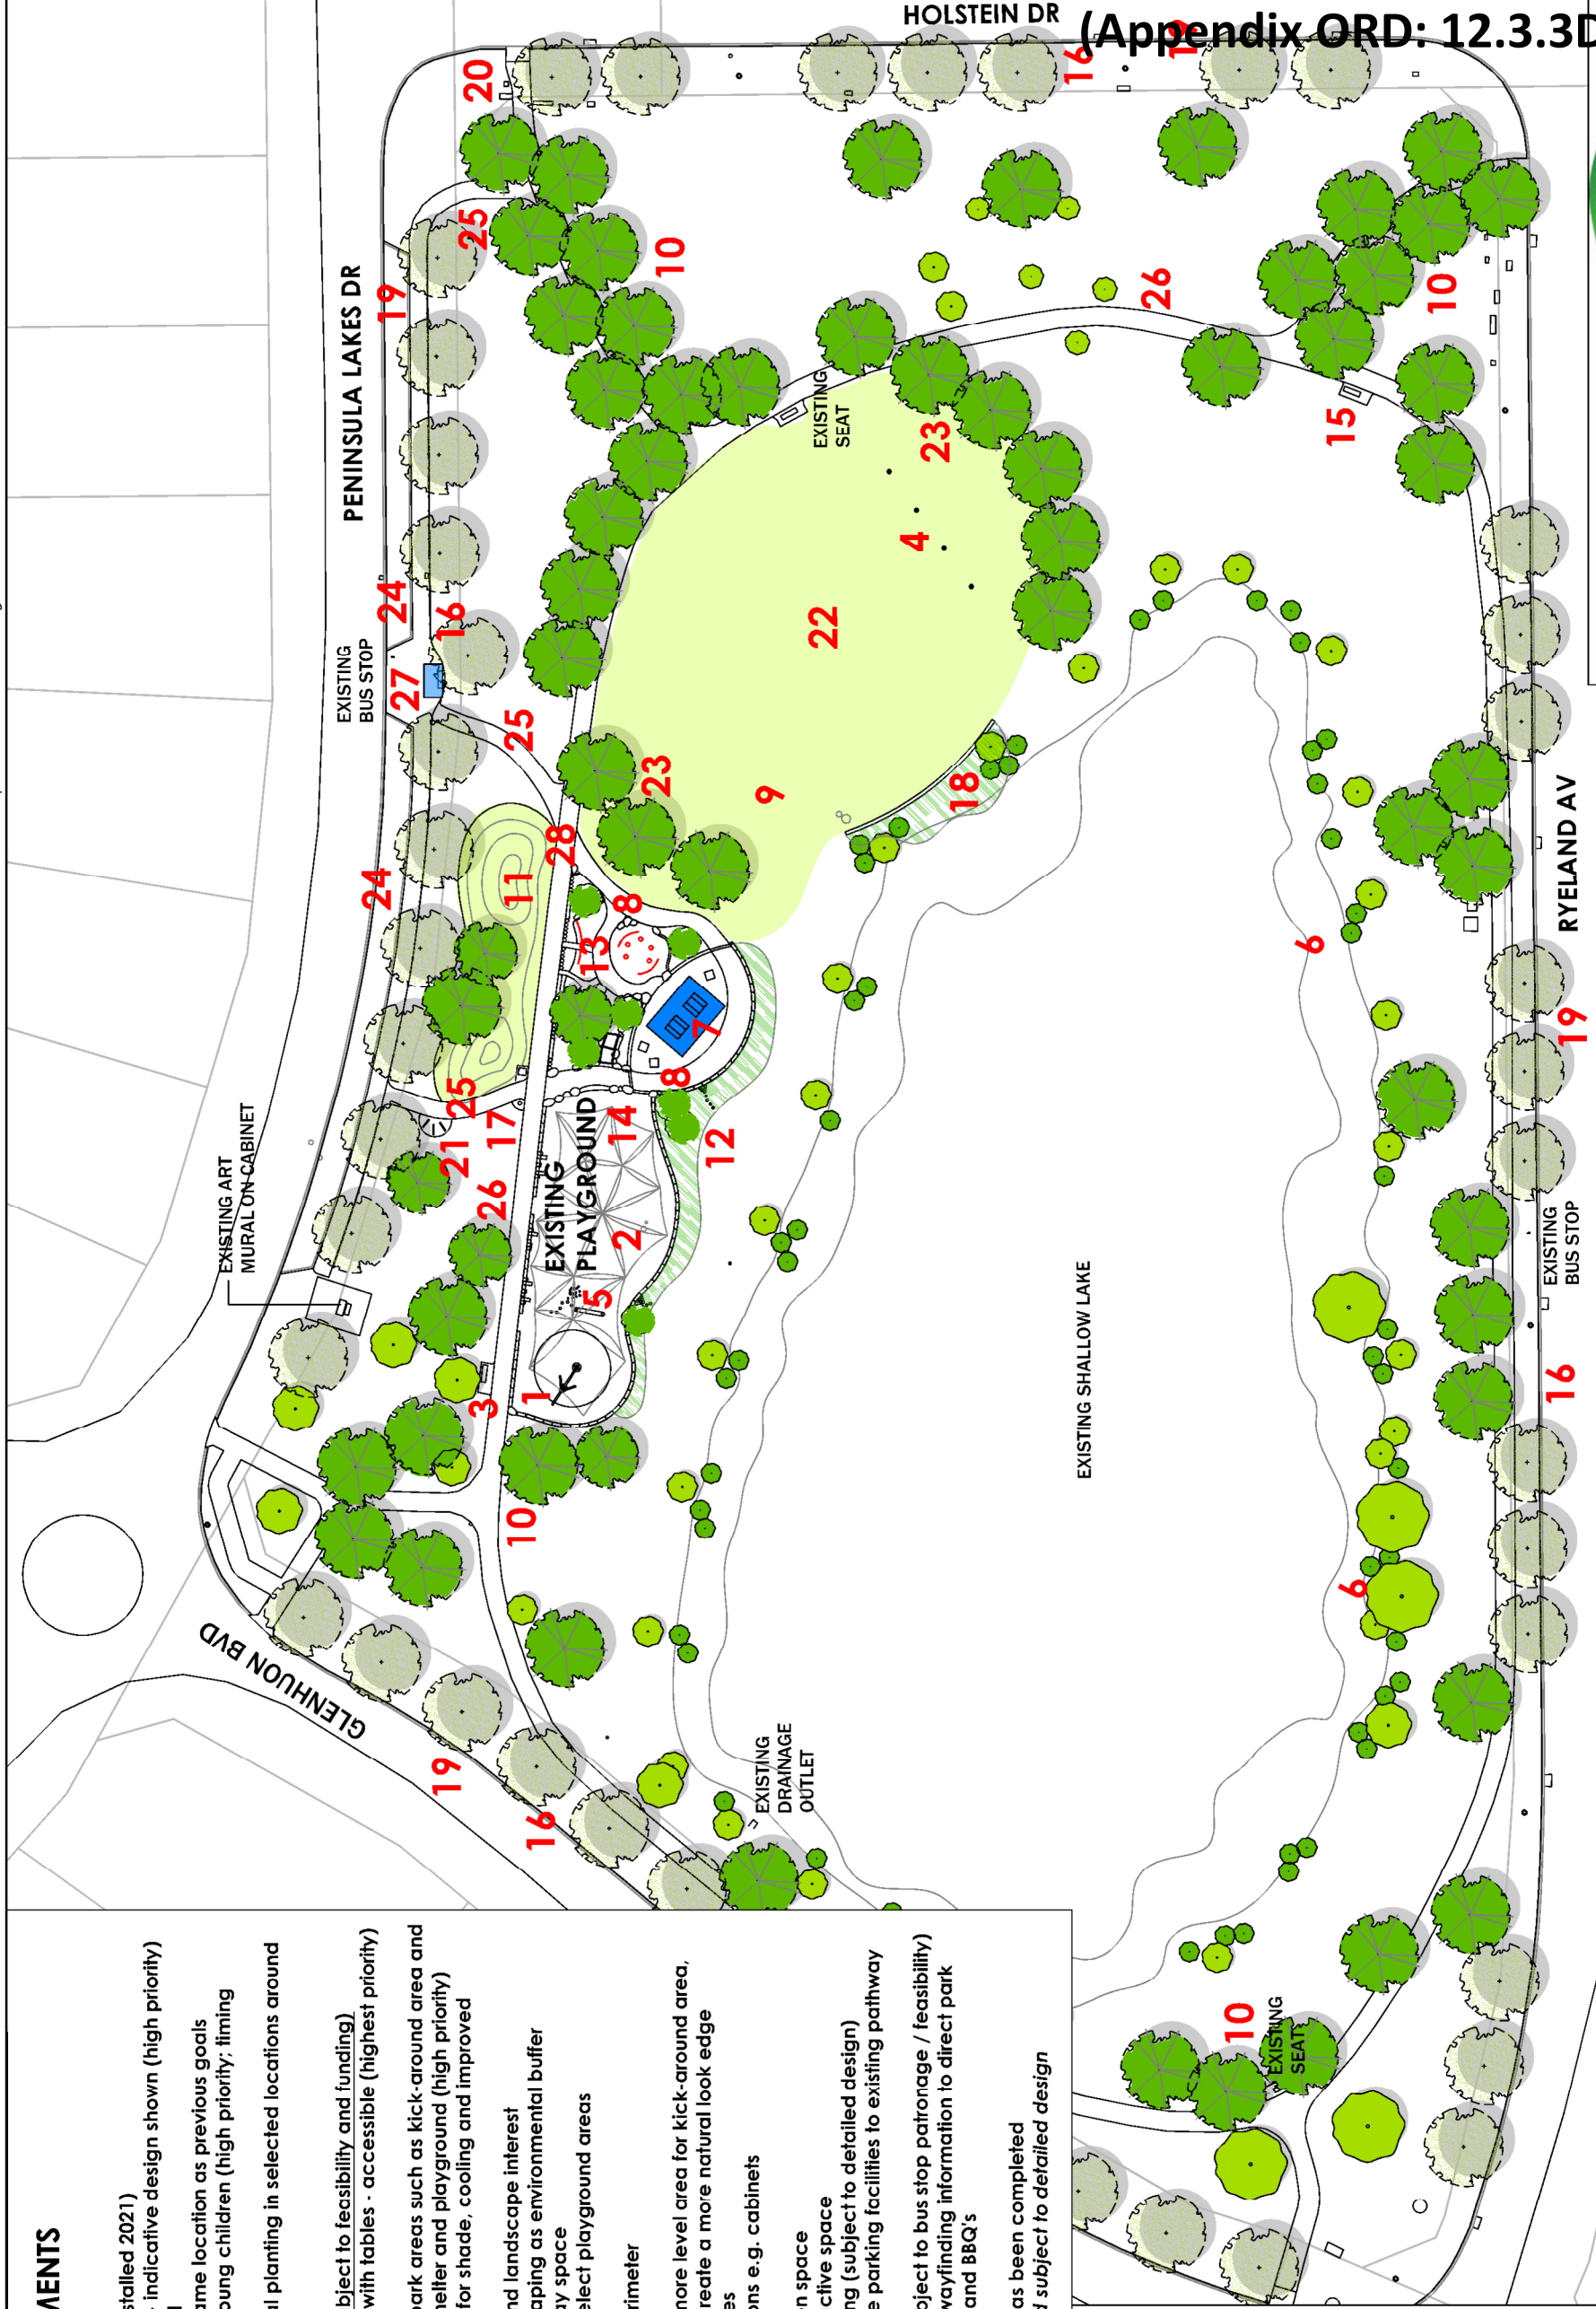 HOLSTEIN DR
(Appendix ORD: 12.3.3D
PENINSULA LAKES DR
EXISTING
BUS STOP
EXISTING
SEAT
EXISTING ART
MURAL ON CABINET
EXISTING
PLAYGROUND
GLENHUON BVD
EXISTING
DRAINAGE
OUTLET
EXISTING SHALLOW LAKE
RYELAND AV
EXISTING
BUS STOP
EXISTING
SEAT
20
16
19
25
10
19
26
10
15
23
4
24
16
27
22
25
23
9
18
28
24
11
8
13
6
7
8
19
25
21
17
14
12
26
2
5
3
1
16
10
6
19
16
10
MENTS
stalled 2021)
- indicative design shown (high priority)
ame location as previous goals
oung children (high priority; timing
al planting in selected locations around
bject to feasibility and funding)
with tables - accessible (highest priority)
park areas such as kick-around area and
helter and playground (high priority)
for shade, cooling and improved
nd landscape interest
aping as environmental buffer
ay space
elect playground areas
rimeter
more level area for kick-around area,
reate a more natural look edge
es
ons e.g. cabinets
n space
ctive space
ng (subject to detailed design)
e parking facilities to existing pathway
bject to bus stop patronage / feasibility)
wayfinding information to direct park
and BBQ's
as been completed
d subject to detailed design